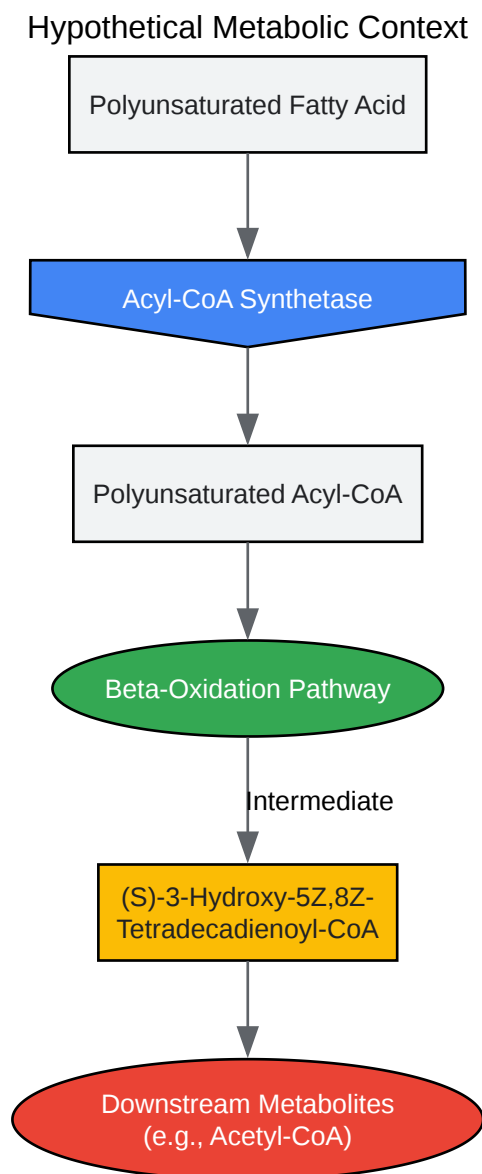 Hypothetical Metabolic Context
Polyunsaturated Fatty Acid
Acyl-CoA Synthetase
Polyunsaturated Acyl-CoA
Beta-Oxidation Pathway
Intermediate
(S)-3-Hydroxy-5Z,8Z-
Tetradecadienoyl-CoA
Downstream Metabolites
(e.g., Acetyl-CoA)